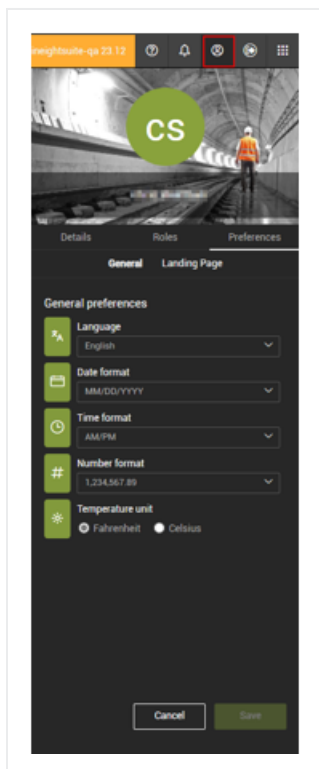 suite-qa 23.12
CS
Details Roles Preferences
General Landing Page
General preferences
Language
English
Date format
MM/DD/YYYY
Time format
AM/PM
Number format
1,234,567.89
Temperature unit
Fahrenheit Celsius
Cancel Save